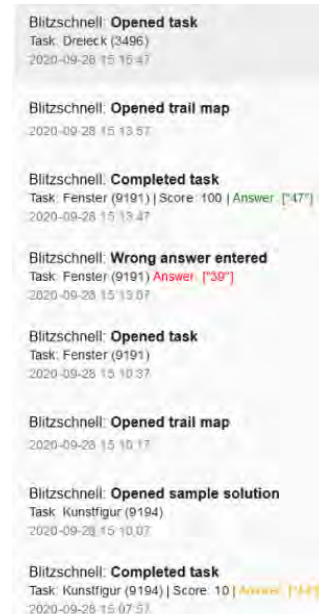 Blitzschnell: Opened task
Task: Dreieck (3496)
2020-09-28 15:15:47
Blitzschnell: Opened trail map
2020-09-28 15:13:57
Blitzschnell: Completed task
Task: Fenster (9191) | Score: 100 | Answer: ["47"]
2020-09-28 15:13:47
Blitzschnell: Wrong answer entered
Task: Fenster (9191) Answer: ["39"]
2020-09-28 15:13:07
Blitzschnell: Opened task
Task: Fenster (9191)
2020-09-28 15:10:37
Blitzschnell: Opened trail map
2020-09-28 15:10:17
Blitzschnell: Opened sample solution
Task: Kunstfigur (9194)
2020-09-28 15:10:07
Blitzschnell: Completed task
Task: Kunstfigur (9194) | Score: 10 | Answer:
2020-09-28 15:07:57